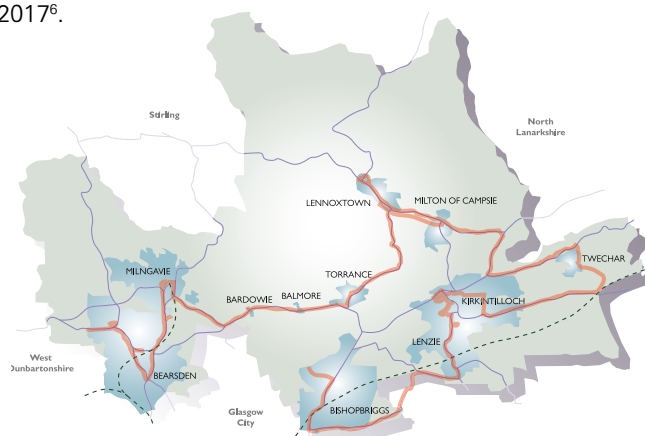 2017⁶.
Stirling
North
Lanarkshire
LENNOXTOWN
MILTON OF CAMPSIE
TWECHAR
MILNGAVIE
TORRANCE
BALMORE
BARDOWIE
KIRKINTILLOCH
LENZIE
West
Dunbartonshire
BEARSDEN
BISHOPBRIGGS
Glasgow
City